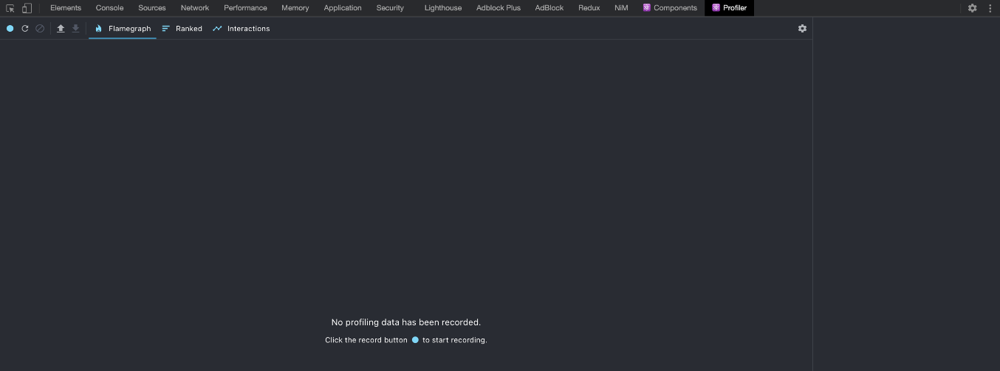 Elements Console Sources Network Performance Memory Application Security Lighthouse Adblock Plus AdBlock Redux NiM Components Profiler
Flamegraph Ranked Interactions
No profiling data has been recorded.
Click the record button to start recording.